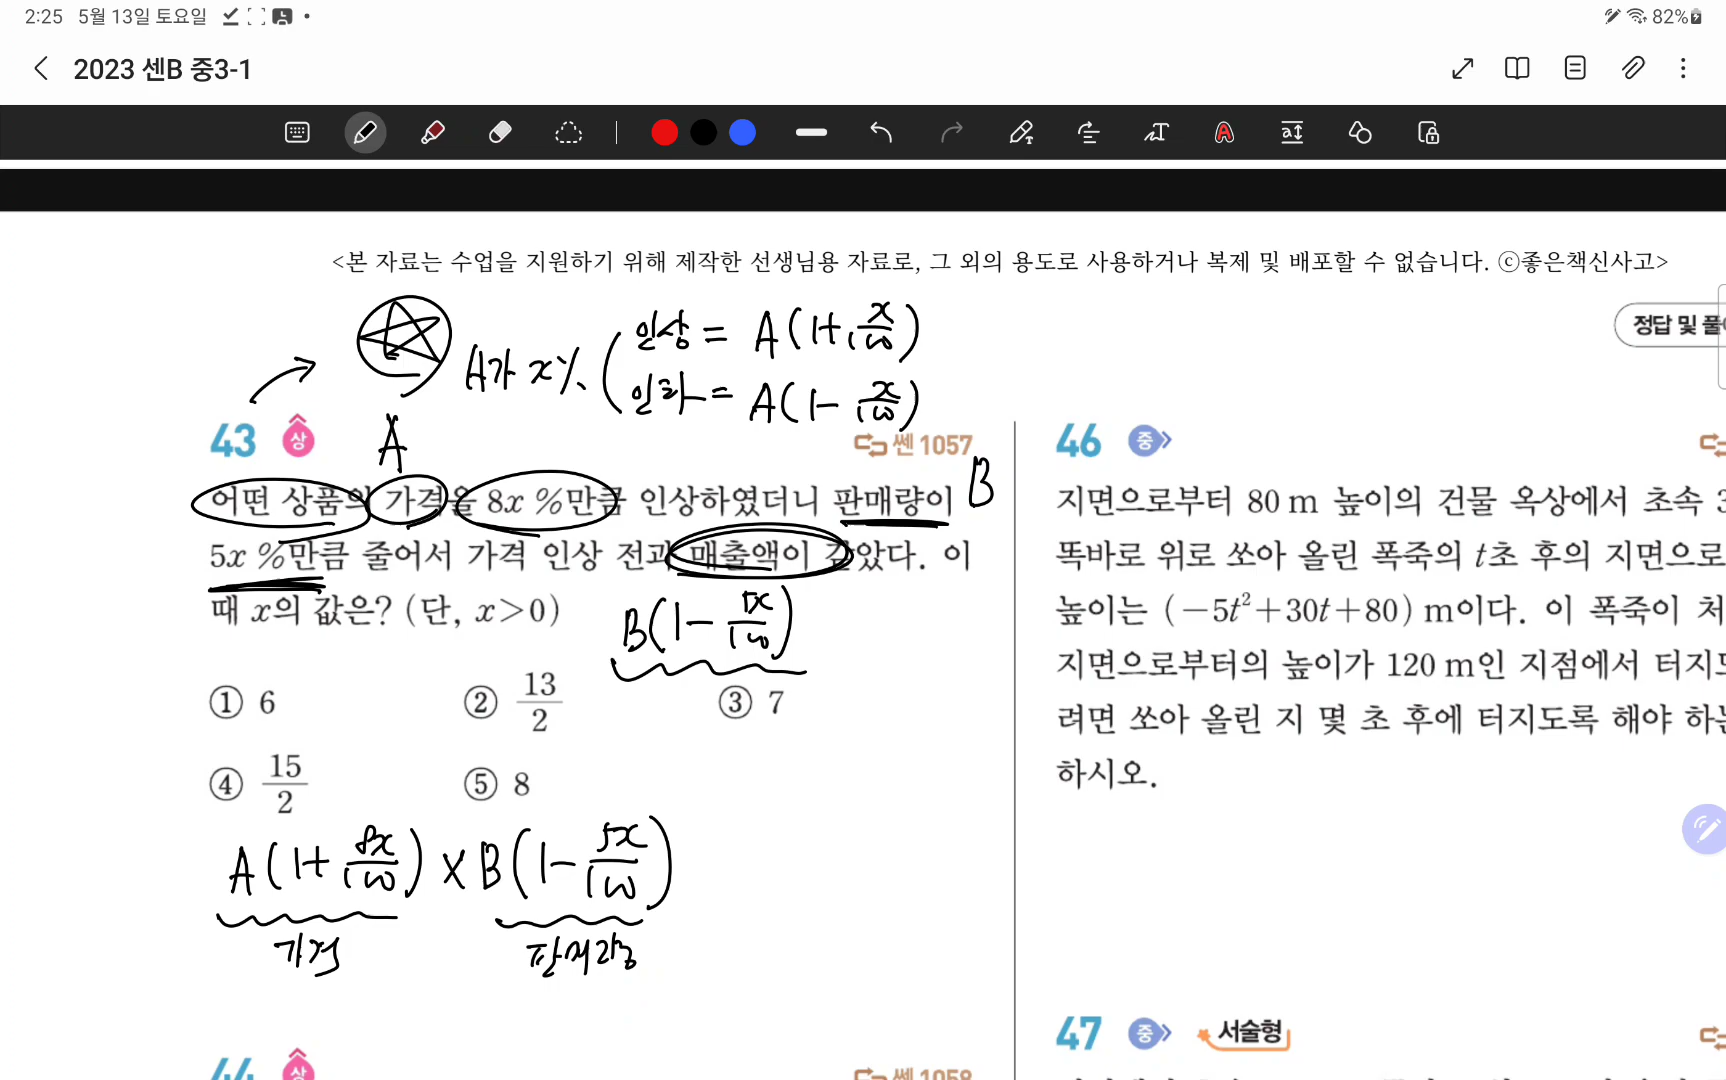 2:25 5월 13일 토요일
82%
2023 쎈B 중3-1
<본 자료는 수업을 지원하기 위해 제작한 선생님용 자료로, 그 외의 용도로 사용하거나 복제 및 배포할 수 없습니다. ⓒ좋은책신사고>
정답 및 풀
A가 x% ( 인상 = A(1+x/100)
인하 = A(1-x/100)
A
43 상
쎈 1057
B
어떤 상품의 가격을 8x %만큼 인상하였더니 판매량이
5x %만큼 줄어서 가격 인상 전과 매출액이 같았다. 이
때 x의 값은? (단, x>0)
B(1-5x/100)
① 6 ② 13/2 ③ 7
④ 15/2 ⑤ 8
A(1+8x/100)×B(1-5x/100)
가격 판매량
44 상
쎈 1058
46 중
지면으로부터 80 m 높이의 건물 옥상에서 초속 3
똑바로 위로 쏘아 올린 폭죽의 t초 후의 지면으로
높이는 (-5t²+30t+80) m이다. 이 폭죽이 처
지면으로부터의 높이가 120 m인 지점에서 터지
려면 쏘아 올린 지 몇 초 후에 터지도록 해야 하는
하시오.
47 중 서술형